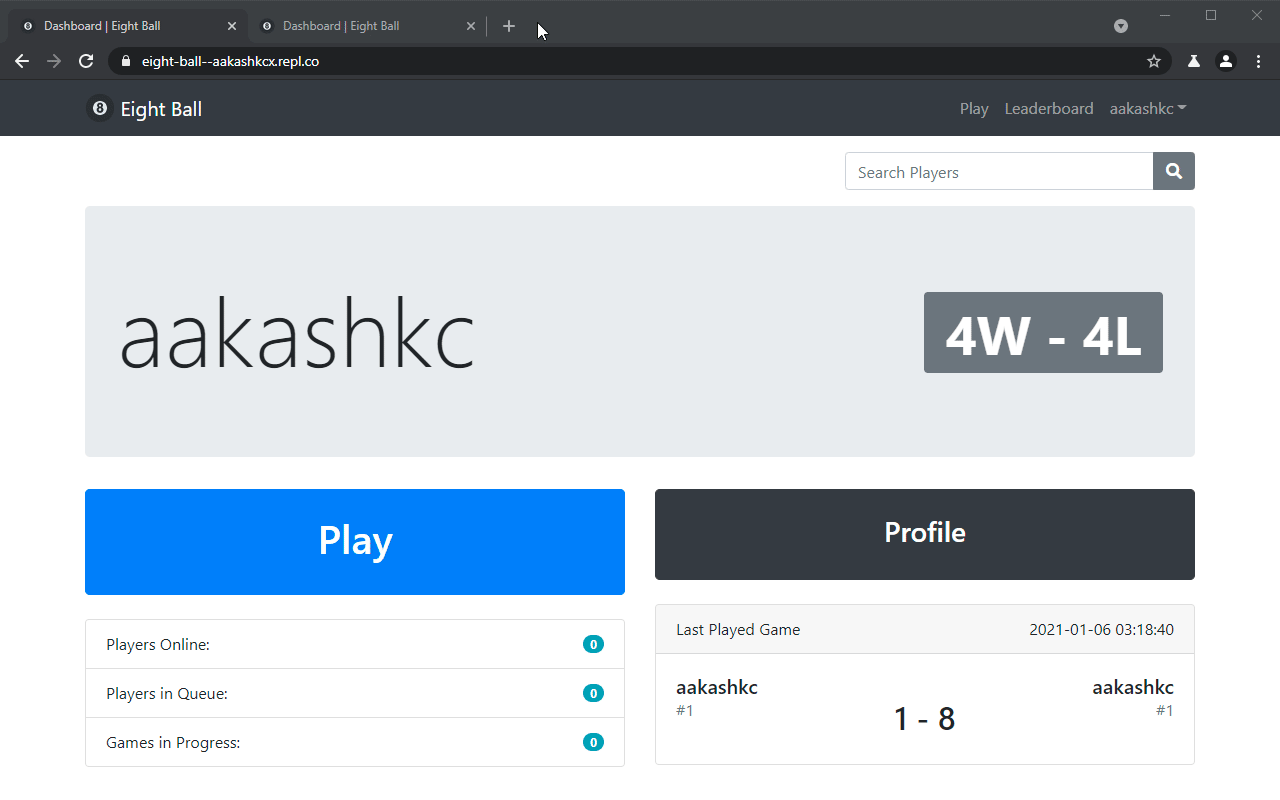 Dashboard | Eight Ball
Dashboard | Eight Ball
eight-ball--aakashkcx.repl.co
8 Eight Ball
Play Leaderboard aakashkc
Search Players
aakashkc
4W - 4L
Play
Profile
Players Online: 0
Players in Queue: 0
Games in Progress: 0
Last Played Game 2021-01-06 03:18:40
aakashkc aakashkc
#1 #1
1 - 8